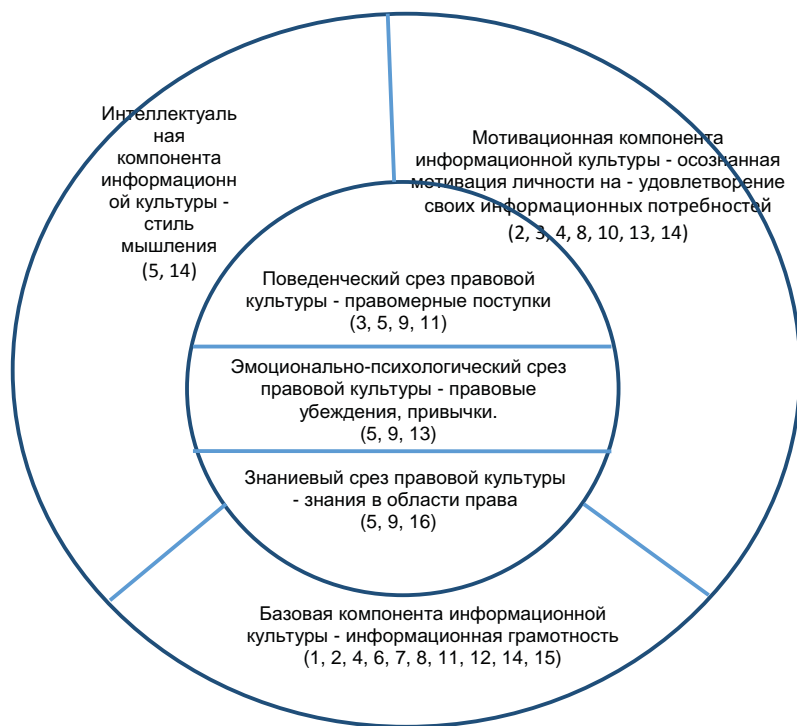 Интеллектуаль
ная
компонента
информационн
ой культуры -
стиль
мышления
(5, 14)
Мотивационная компонента
информационной культуры - осознанная
мотивация личности на - удовлетворение
своих информационных потребностей
(2, 3, 4, 8, 10, 13, 14)
Поведенческий срез правовой
культуры - правомерные поступки
(3, 5, 9, 11)
Эмоционально-психологический срез
правовой культуры - правовые
убеждения, привычки.
(5, 9, 13)
Знаниевый срез правовой культуры
- знания в области права
(5, 9, 16)
Базовая компонента информационной
культуры - информационная грамотность
(1, 2, 4, 6, 7, 8, 11, 12, 14, 15)